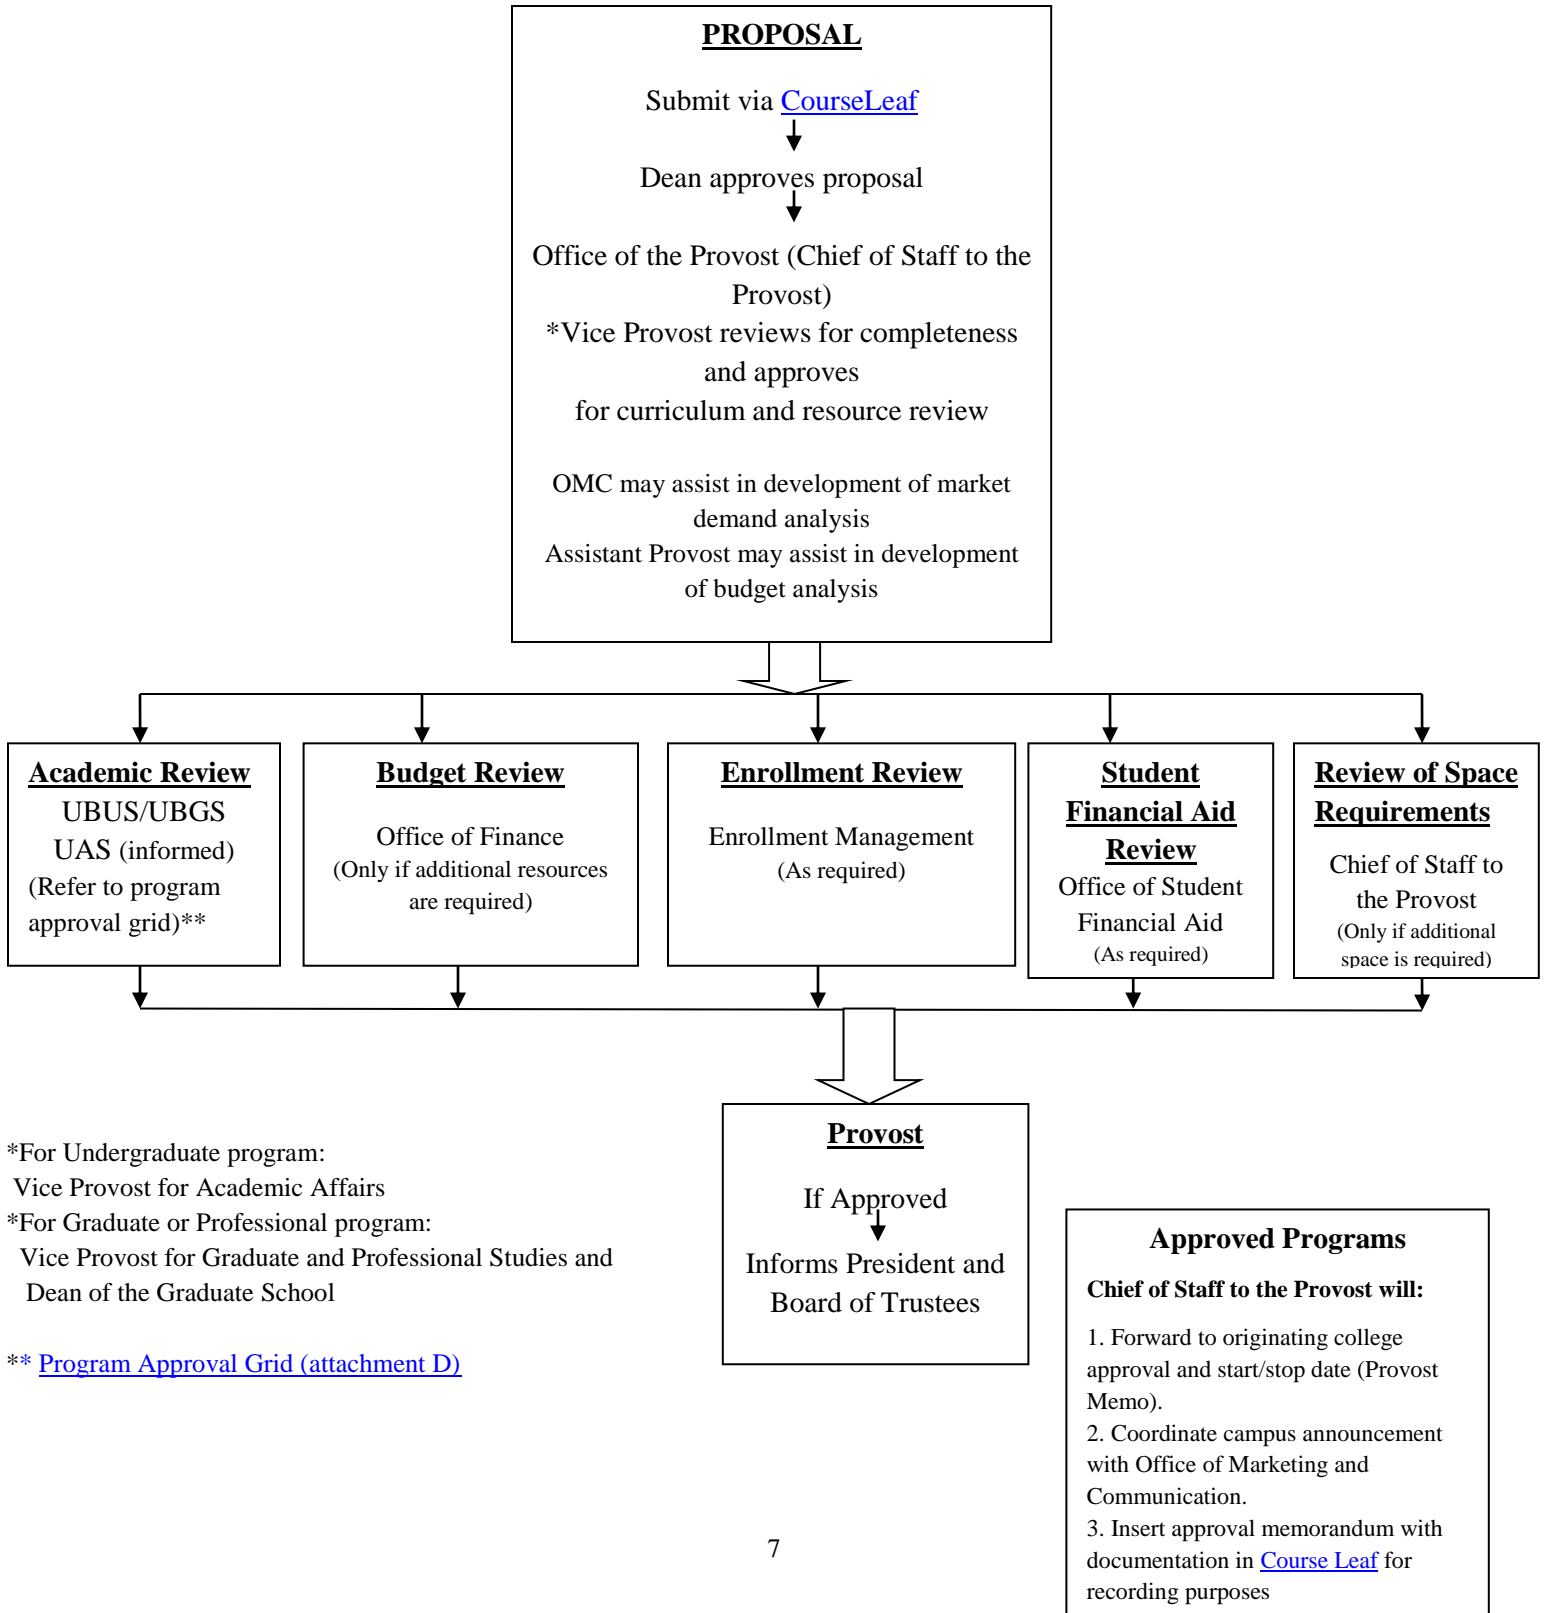 PROPOSAL
Submit via CourseLeaf
Dean approves proposal
Office of the Provost (Chief of Staff to the
Provost)
*Vice Provost reviews for completeness
and approves
for curriculum and resource review
OMC may assist in development of market
demand analysis
Assistant Provost may assist in development
of budget analysis
Academic Review
UBUS/UBGS
UAS (informed)
(Refer to program
approval grid)**
Budget Review
Office of Finance
(Only if additional resources
are required)
Enrollment Review
Enrollment Management
(As required)
Student
Financial Aid
Review
Office of Student
Financial Aid
(As required)
Review of Space
Requirements
Chief of Staff to
the Provost
(Only if additional
space is required)
Provost
If Approved
Informs President and
Board of Trustees
*For Undergraduate program:
Vice Provost for Academic Affairs
*For Graduate or Professional program:
Vice Provost for Graduate and Professional Studies and
Dean of the Graduate School
** Program Approval Grid (attachment D)
Approved Programs
Chief of Staff to the Provost will:
1. Forward to originating college
approval and start/stop date (Provost
Memo).
2. Coordinate campus announcement
with Office of Marketing and
Communication.
3. Insert approval memorandum with
documentation in Course Leaf for
recording purposes
7